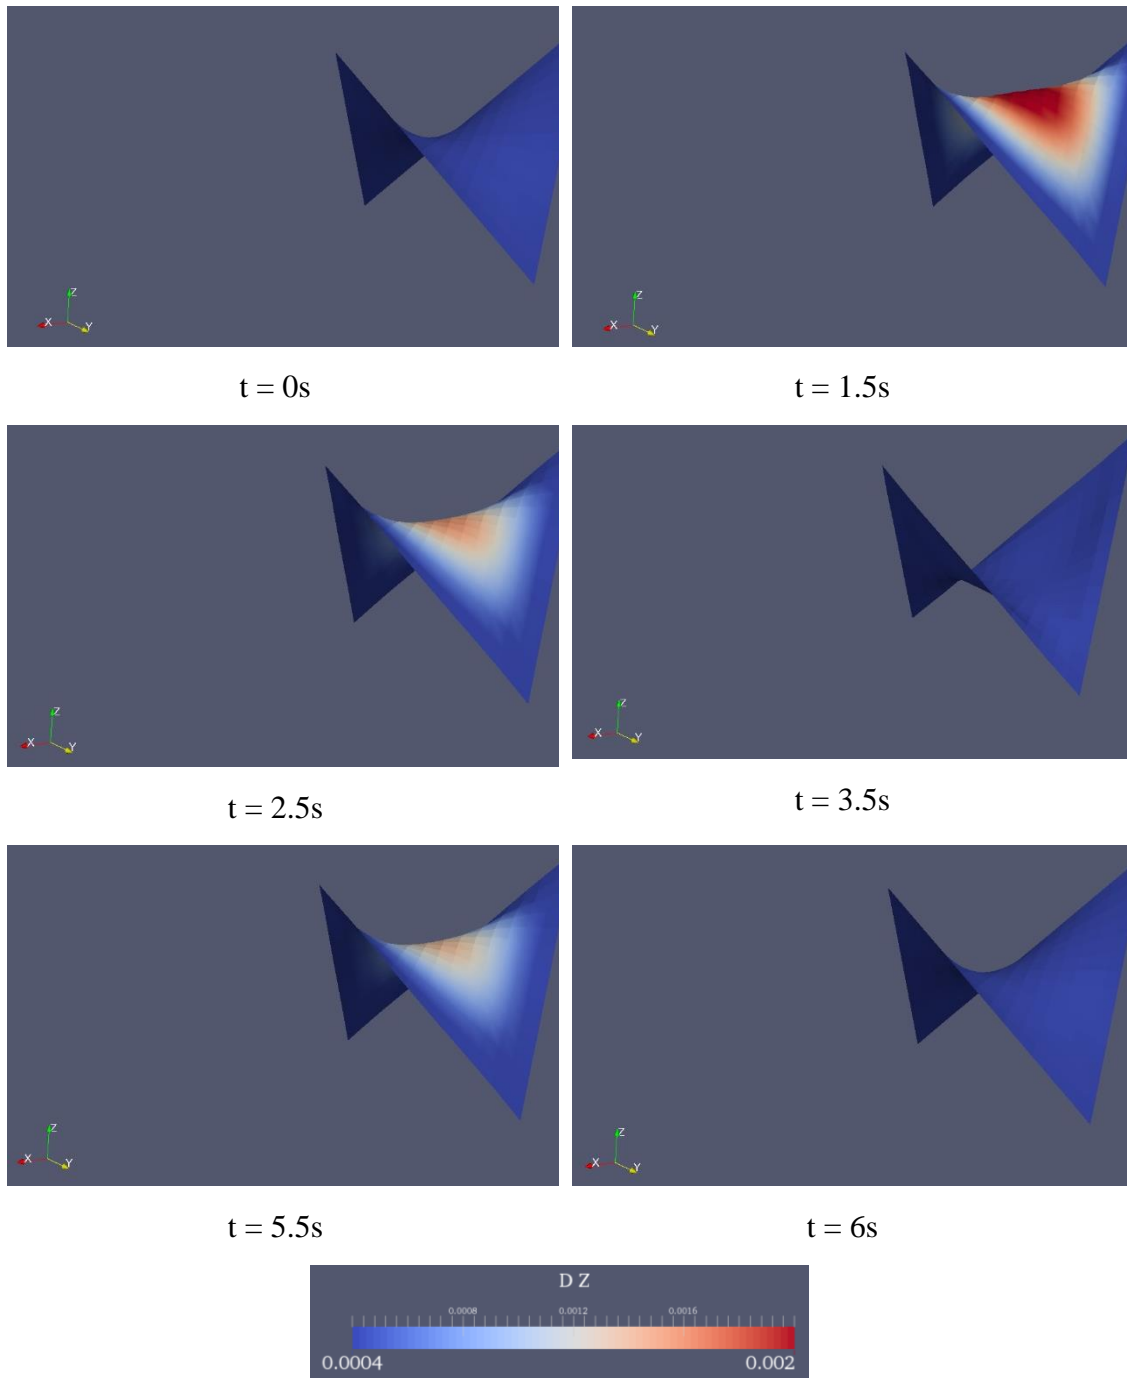 Z
X Y
Z
X Y
t = 0s
t = 1.5s
Z
X Y
Z
X Y
t = 2.5s
t = 3.5s
Z
X Y
Z
X Y
t = 5.5s
t = 6s
D Z
0.0008 0.0012 0.0016
0.0004 0.002